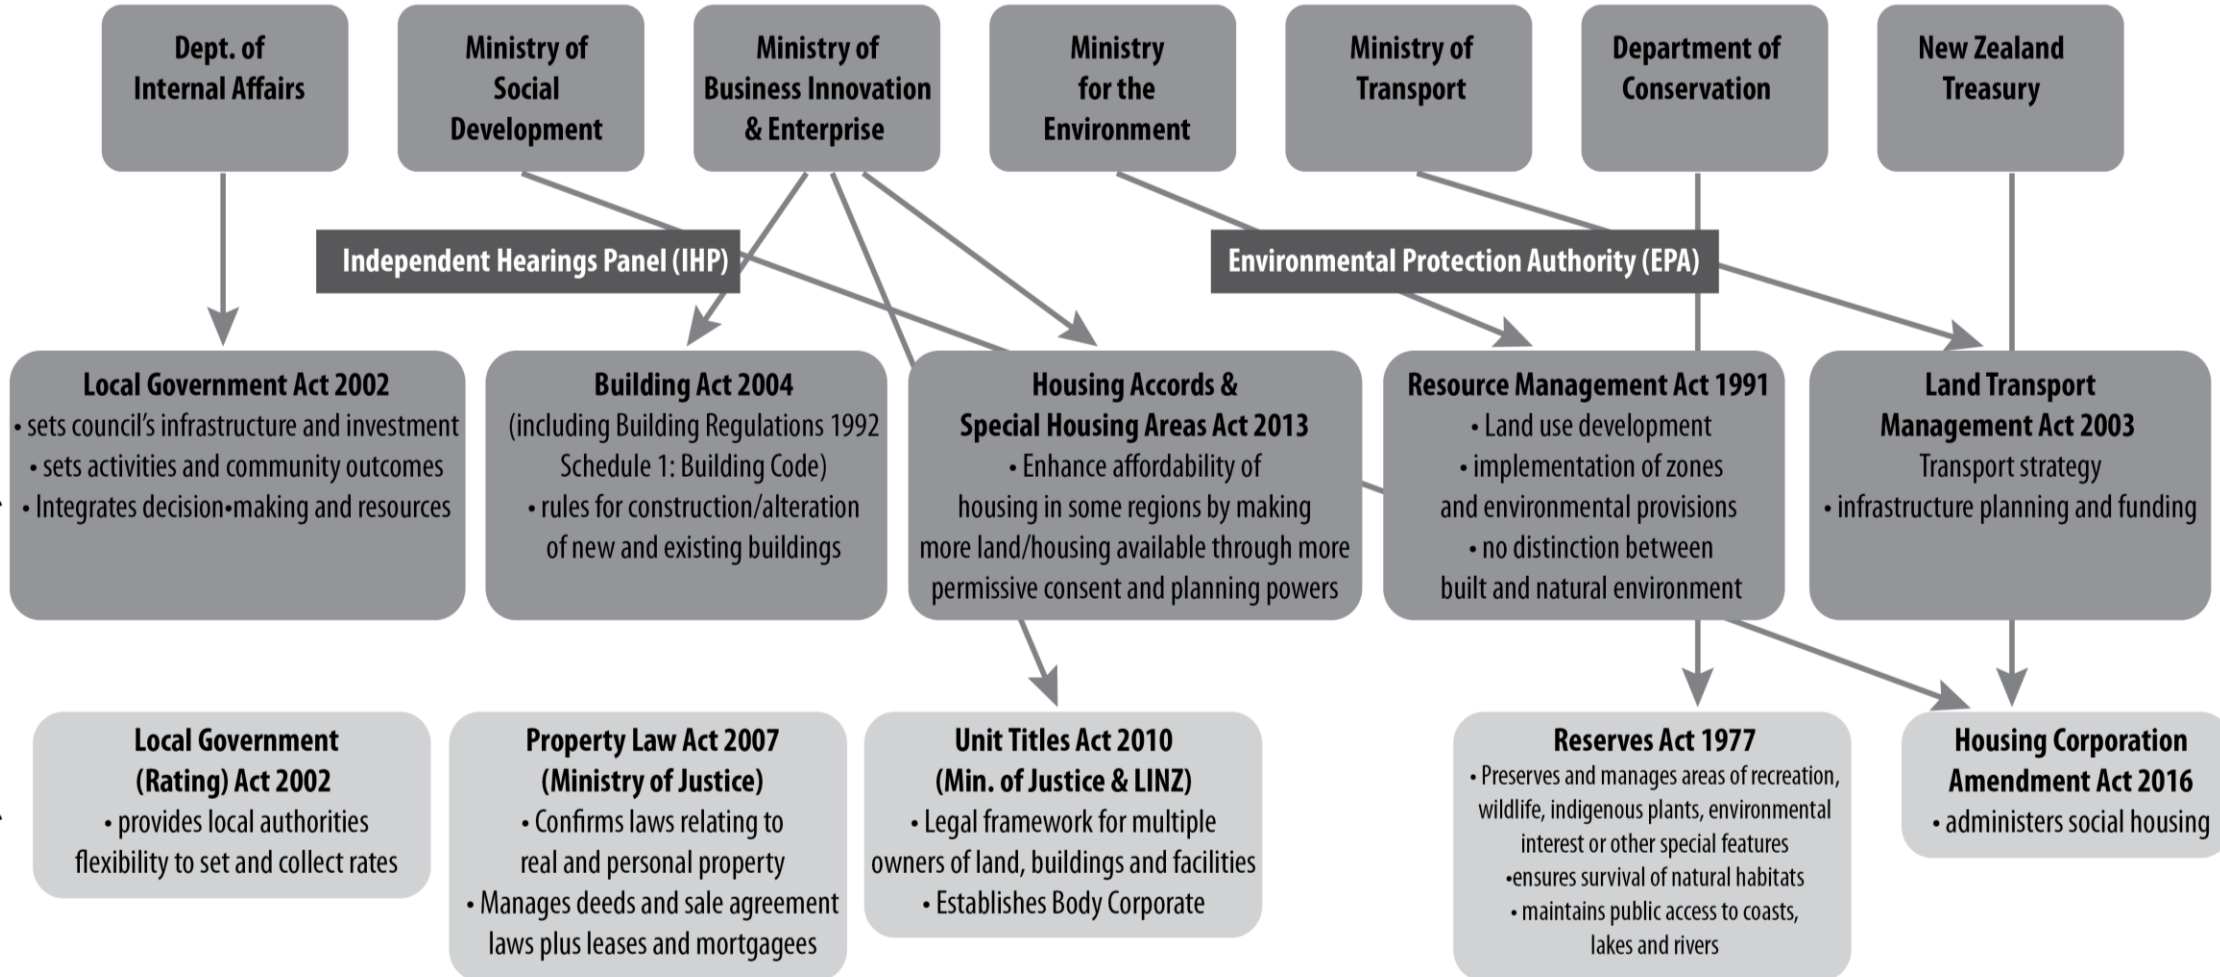 Dept. of
Internal Affairs
Ministry of
Social
Development
Ministry of
Business Innovation
& Enterprise
Ministry
for the
Environment
Ministry of
Transport
Department of
Conservation
New Zealand
Treasury
Independent Hearings Panel (IHP)
Environmental Protection Authority (EPA)
Local Government Act 2002
• sets council’s infrastructure and investment
• sets activities and community outcomes
• Integrates decision•making and resources
Building Act 2004
(including Building Regulations 1992
Schedule 1: Building Code)
• rules for construction/alteration
of new and existing buildings
Housing Accords &
Special Housing Areas Act 2013
• Enhance affordability of
housing in some regions by making
more land/housing available through more
permissive consent and planning powers
Resource Management Act 1991
• Land use development
• implementation of zones
and environmental provisions
• no distinction between
built and natural environment
Land Transport
Management Act 2003
Transport strategy
• infrastructure planning and funding
Local Government
(Rating) Act 2002
• provides local authorities
flexibility to set and collect rates
Property Law Act 2007
(Ministry of Justice)
• Confirms laws relating to
real and personal property
• Manages deeds and sale agreement
laws plus leases and mortgagees
Unit Titles Act 2010
(Min. of Justice & LINZ)
• Legal framework for multiple
owners of land, buildings and facilities
• Establishes Body Corporate
Reserves Act 1977
• Preserves and manages areas of recreation,
wildlife, indigenous plants, environmental
interest or other special features
•ensures survival of natural habitats
• maintains public access to coasts,
lakes and rivers
Housing Corporation
Amendment Act 2016
• administers social housing